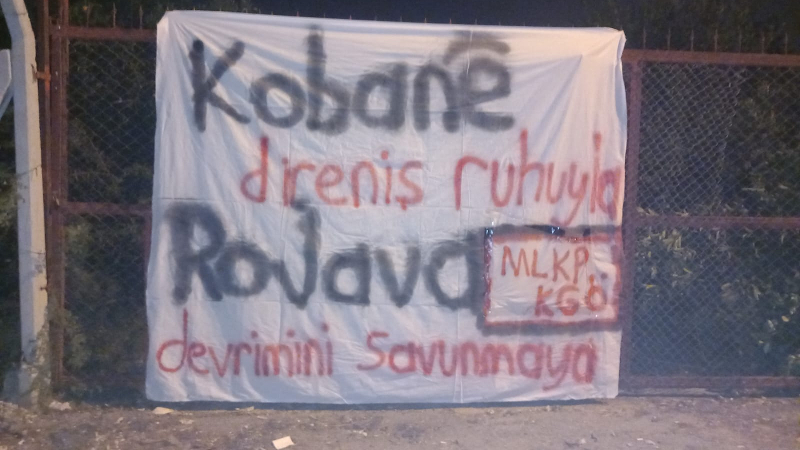 Kobanê
direniş ruhuyla
Rojava
MLKP
KGÖ
devrimini savunmaya